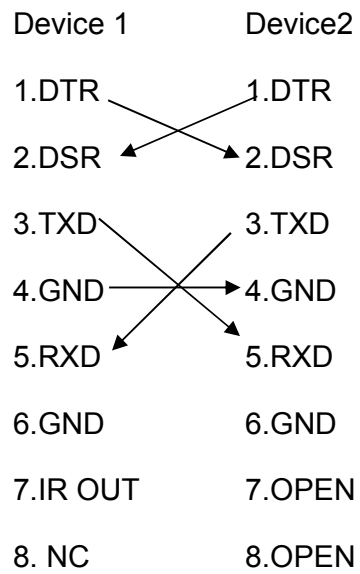 Device 1 Device2
1.DTR 1.DTR
2.DSR 2.DSR
3.TXD 3.TXD
4.GND 4.GND
5.RXD 5.RXD
6.GND 6.GND
7.IR OUT 7.OPEN
8. NC 8.OPEN